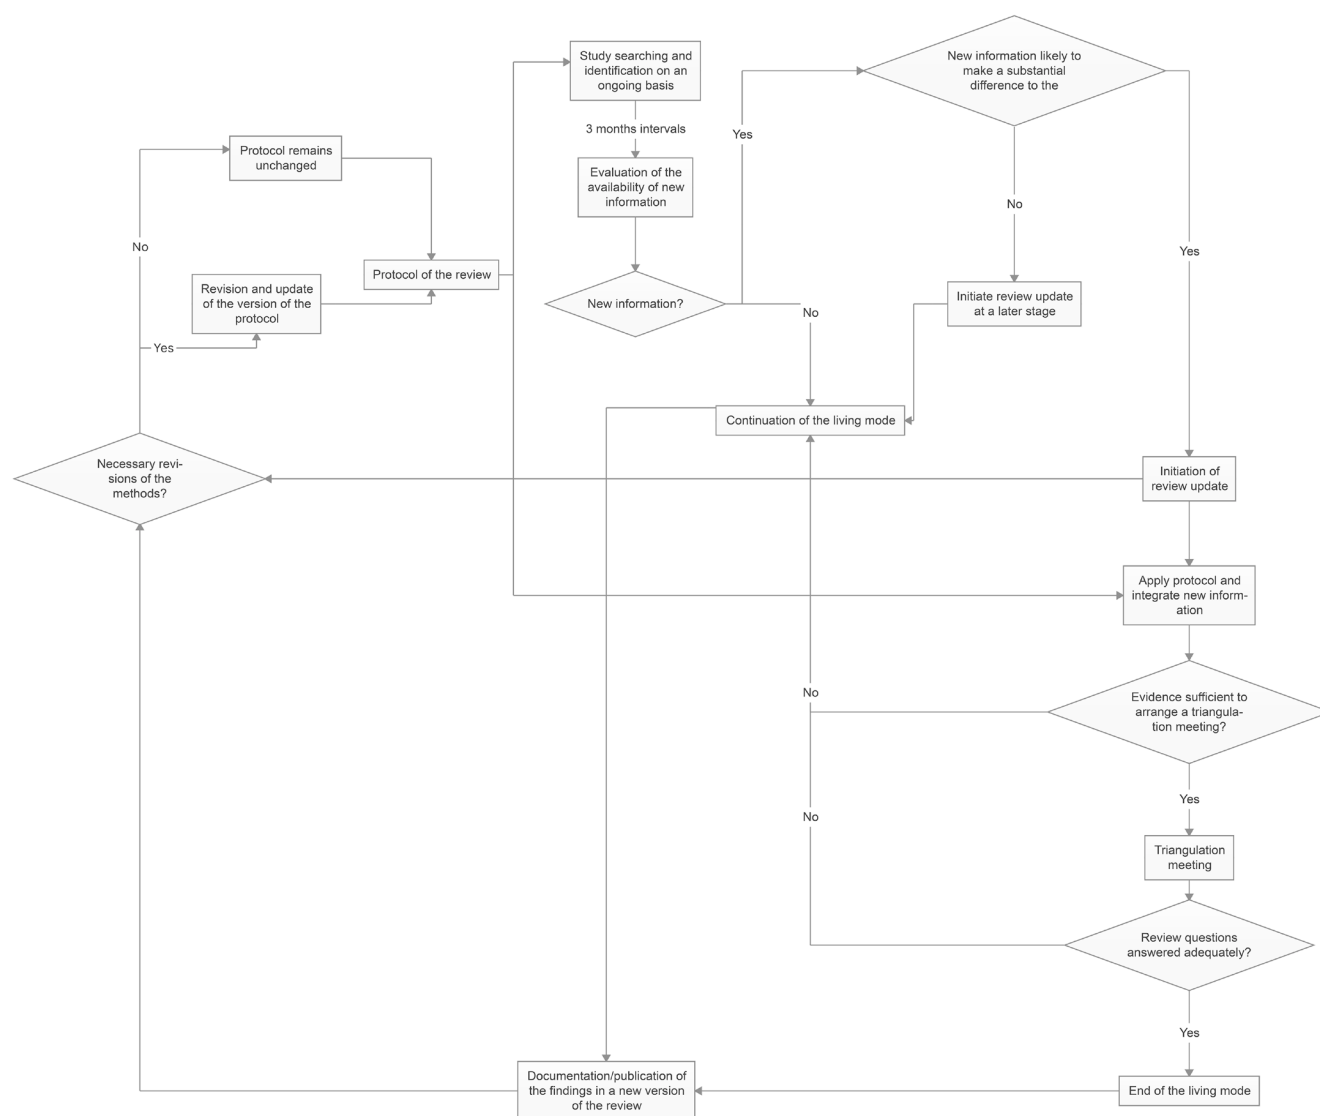 Study searching and
identification on an
ongoing basis
New information likely to
make a substantial
difference to the
3 months intervals
Yes
Protocol remains
unchanged
Evaluation of the
availability of new
information
No
No
Yes
Protocol of the review
Revision and update
of the version of the
protocol
New information?
No
Initiate review update
at a later stage
Yes
Continuation of the living mode
Necessary revi-
sions of the
methods?
Initiation of
review update
Apply protocol and
integrate new inform-
ation
No
Evidence sufficient to
arrange a triangula-
tion meeting?
Yes
No
Triangulation
meeting
Review questions
answered adequately?
Yes
Documentation/publication of
the findings in a new version
of the review
End of the living mode